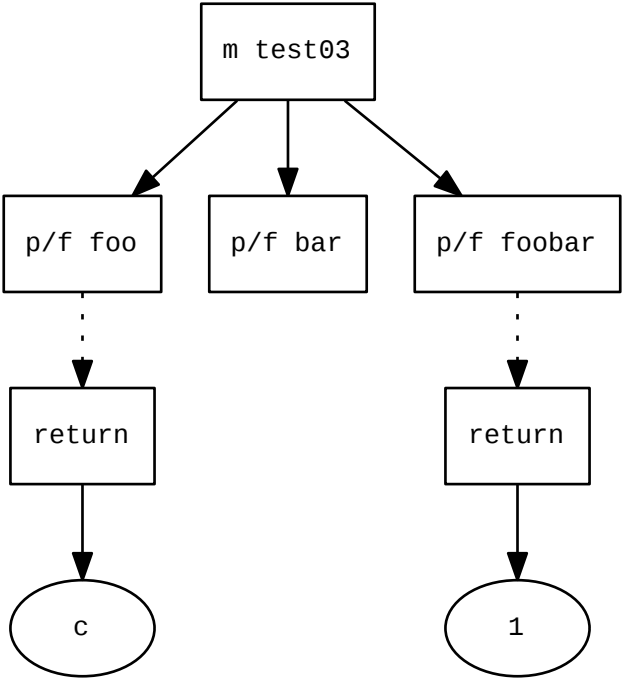 m test03
p/f foo
p/f bar
p/f foobar
return
return
c
1